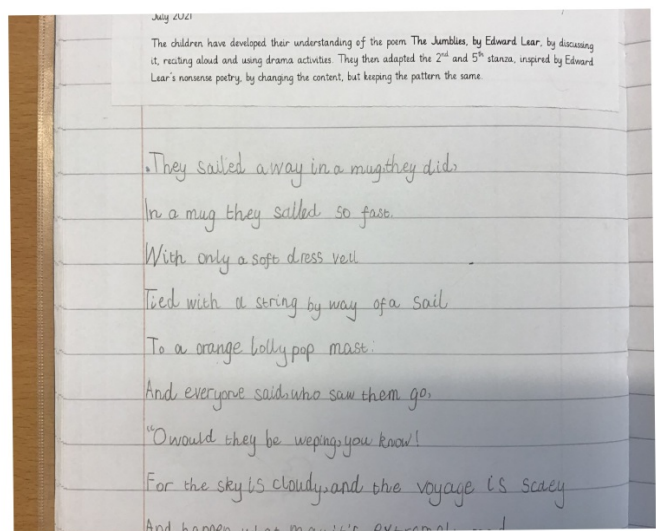 July 2021
The children have developed their understanding of the poem The Jumblies, by Edward Lear, by discussing
it, reciting aloud and using drama activities. They then adapted the 2nd and 5th stanza, inspired by Edward
Lear's nonsense poetry, by changing the content, but keeping the pattern the same.
They sailed away in a mug, they did,
In a mug they sailed so fast.
With only a soft dress veil
Tied with a string by way of a sail
To a orange lollypop mast.
And everyone said, who saw them go,
"O would they be weping, you know!
For the sky is cloudy, and the voyage is scary
And happen what may it's